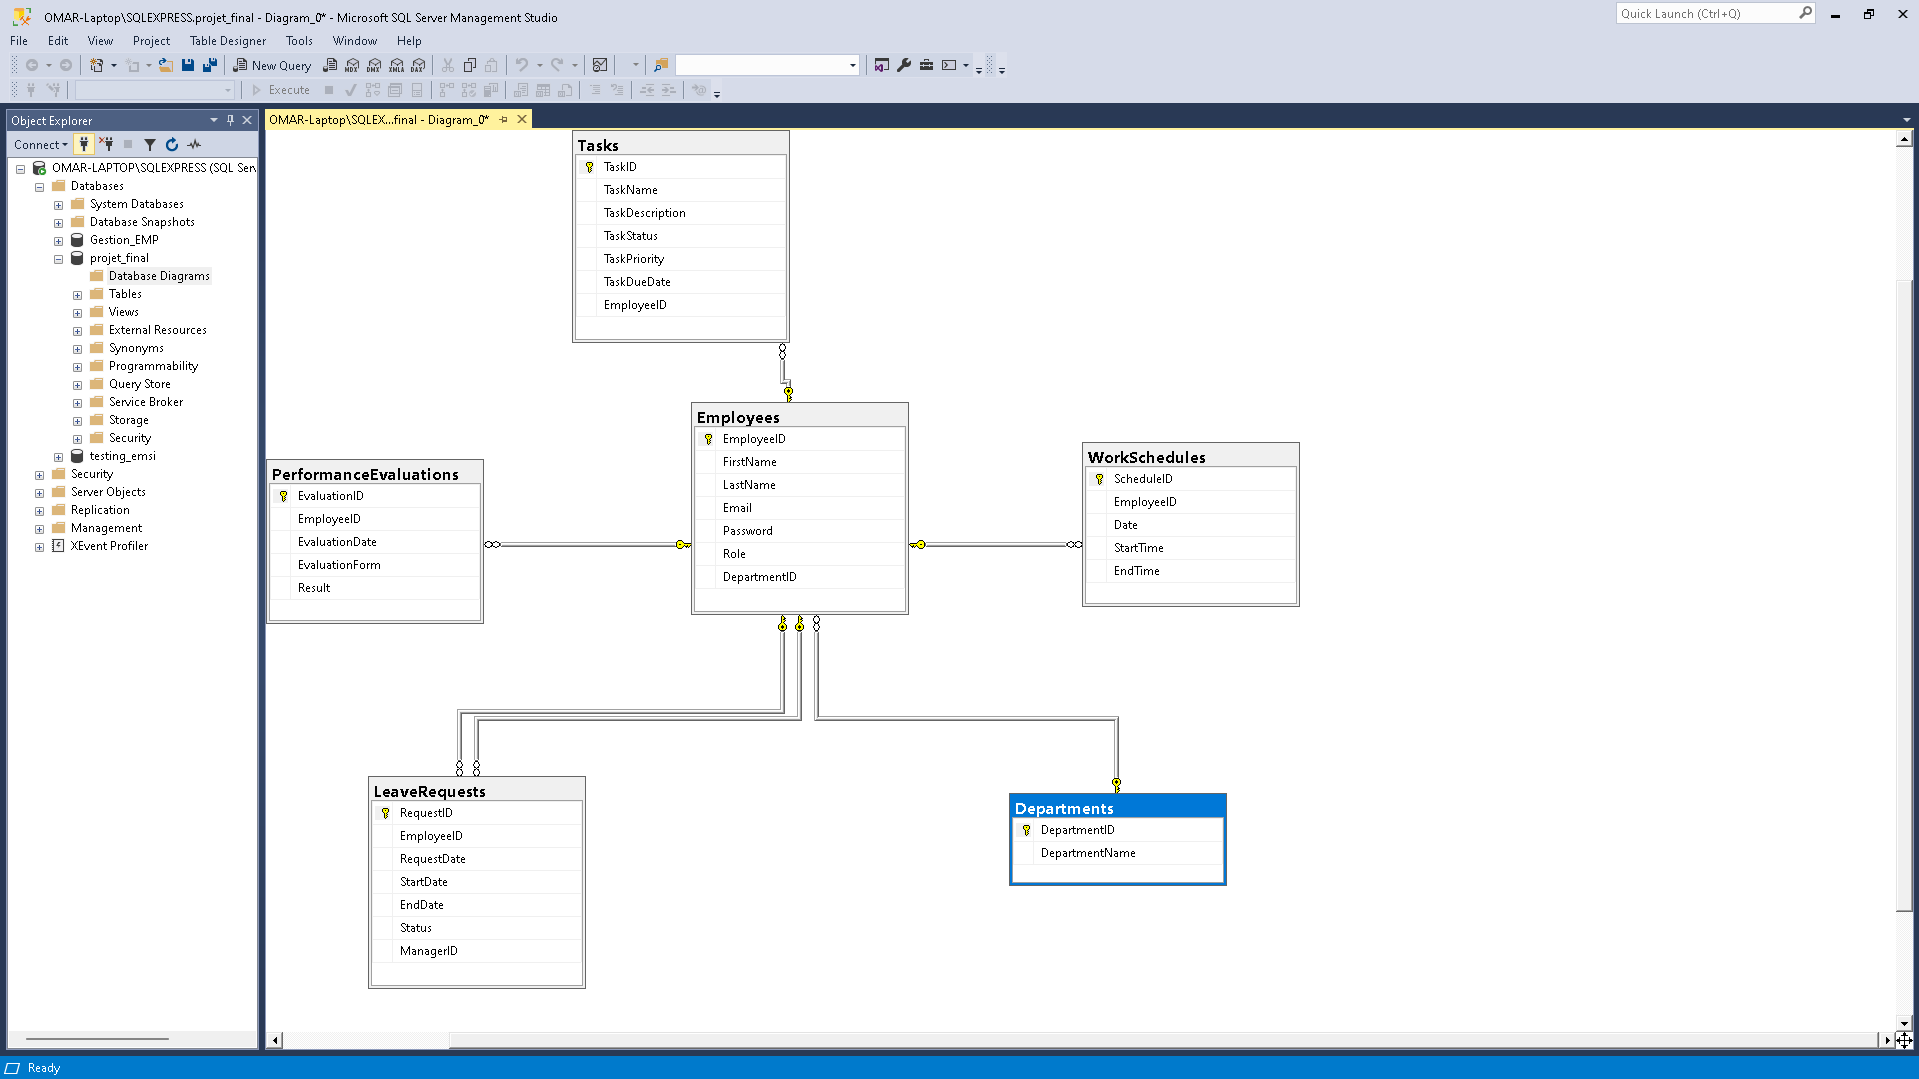 OMAR-Laptop\SQLEXPRESS.projet_final - Diagram_0* - Microsoft SQL Server Management Studio
Quick Launch (Ctrl+Q)
File Edit View Project Table Designer Tools Window Help
New Query
MDX DMX XMLA DAX
Execute
Object Explorer
OMAR-Laptop\SQLEX...final - Diagram_0*
Connect
OMAR-LAPTOP\SQLEXPRESS (SQL Ser
Databases
System Databases
Database Snapshots
Gestion_EMP
projet_final
Database Diagrams
Tables
Views
External Resources
Synonyms
Programmability
Query Store
Service Broker
Storage
Security
testing_emsi
Security
Server Objects
Replication
Management
XEvent Profiler
Tasks
TaskID
TaskName
TaskDescription
TaskStatus
TaskPriority
TaskDueDate
EmployeeID
Employees
EmployeeID
FirstName
LastName
Email
Password
Role
DepartmentID
PerformanceEvaluations
EvaluationID
EmployeeID
EvaluationDate
EvaluationForm
Result
WorkSchedules
ScheduleID
EmployeeID
Date
StartTime
EndTime
LeaveRequests
RequestID
EmployeeID
RequestDate
StartDate
EndDate
Status
ManagerID
Departments
DepartmentID
DepartmentName
Ready